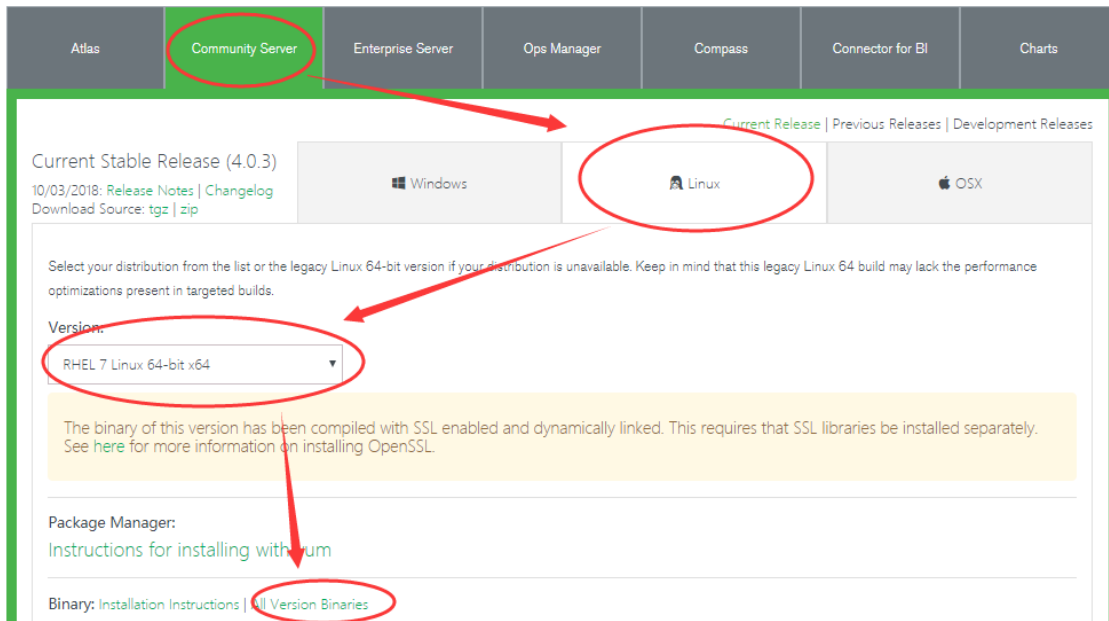 Atlas
Community Server
Enterprise Server
Ops Manager
Compass
Connector for BI
Charts
Current Release | Previous Releases | Development Releases
Current Stable Release (4.0.3)
10/03/2018: Release Notes | Changelog
Download Source: tgz | zip
Windows
Linux
OSX
Select your distribution from the list or the legacy Linux 64-bit version if your distribution is unavailable. Keep in mind that this legacy Linux 64 build may lack the performance
optimizations present in targeted builds.
Version:
RHEL 7 Linux 64-bit x64
The binary of this version has been compiled with SSL enabled and dynamically linked. This requires that SSL libraries be installed separately.
See here for more information on installing OpenSSL.
Package Manager:
Instructions for installing with yum
Binary: Installation Instructions | All Version Binaries